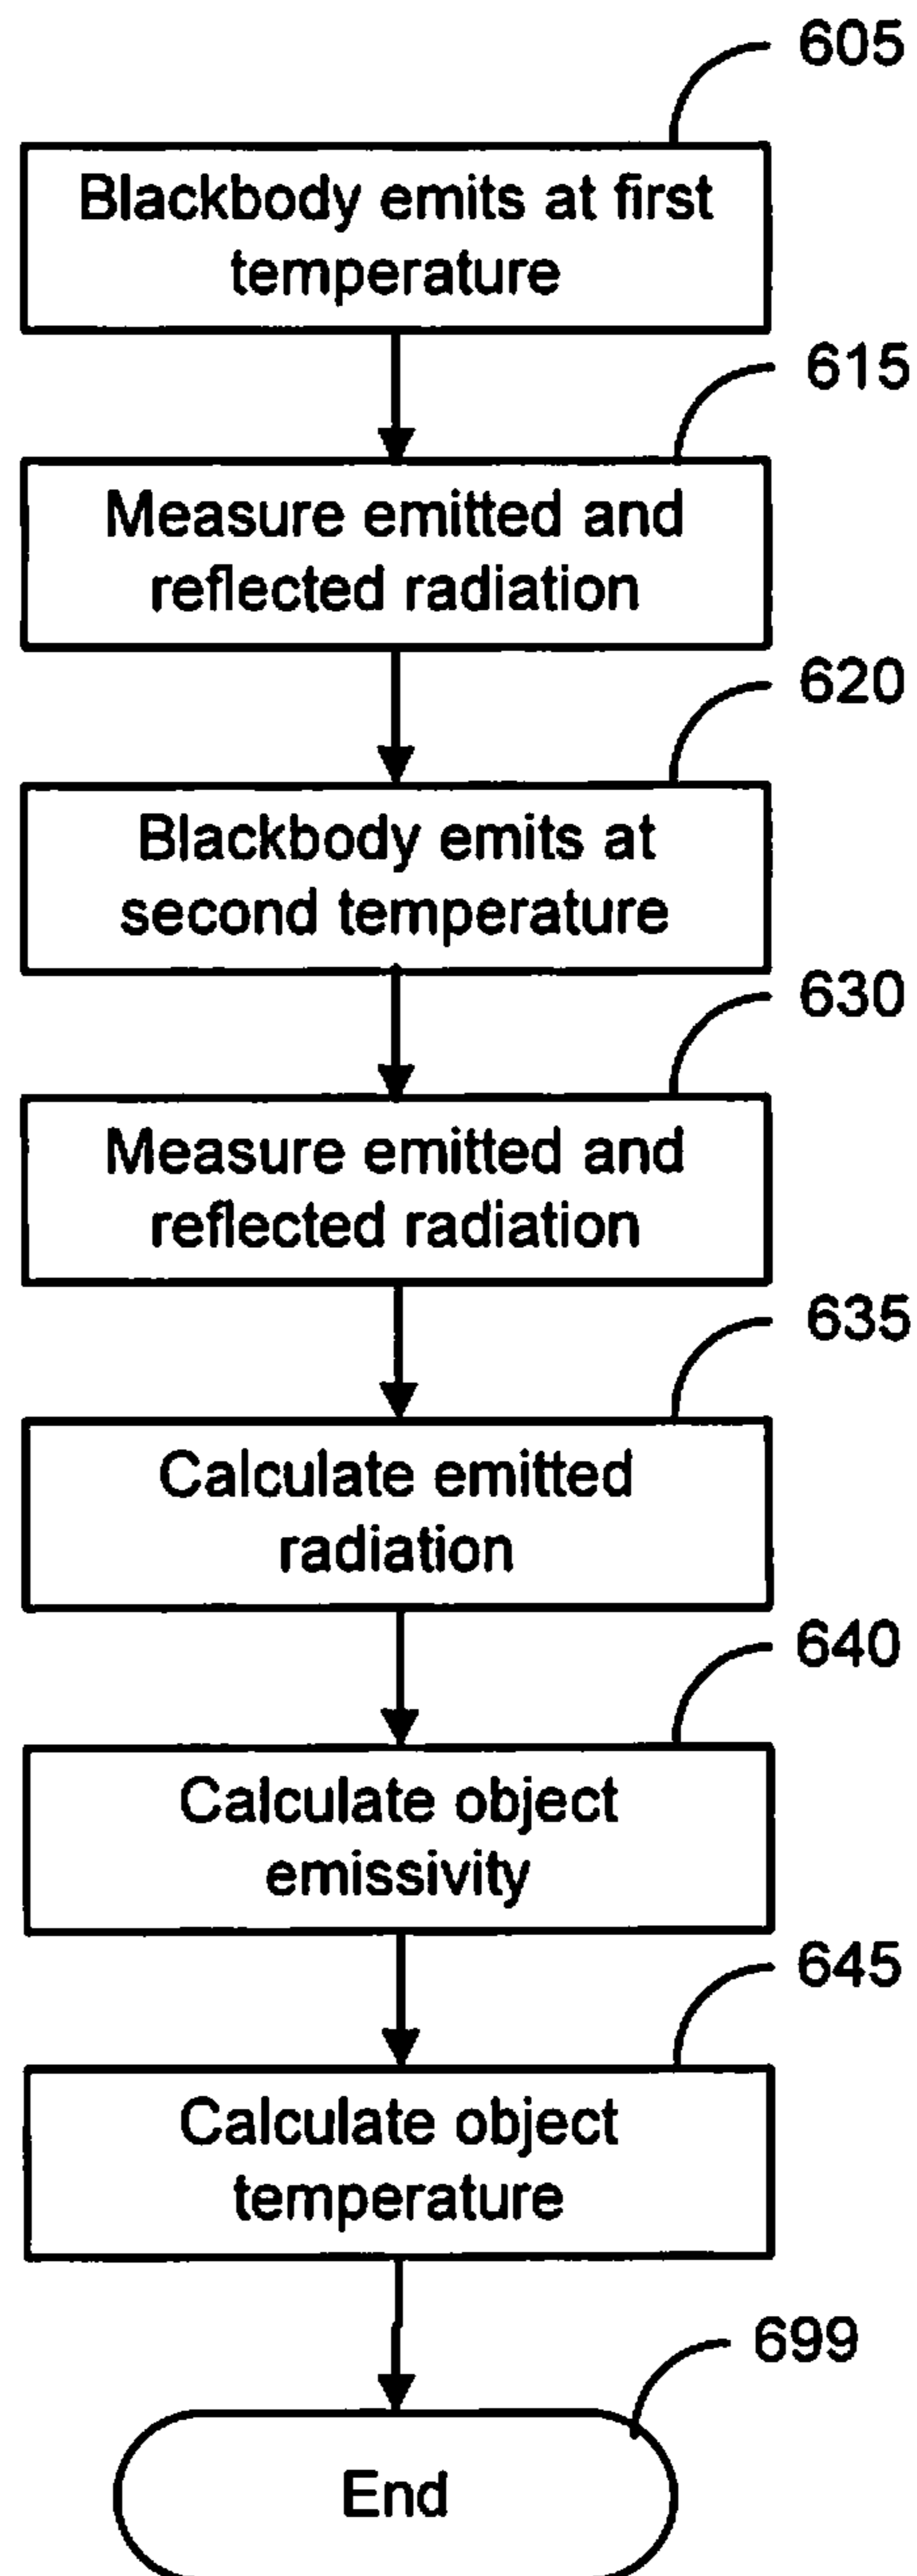 605
Blackbody emits at first
temperature
615
Measure emitted and
reflected radiation
620
Blackbody emits at
second temperature
630
Measure emitted and
reflected radiation
635
Calculate emitted
radiation
640
Calculate object
emissivity
645
Calculate object
temperature
699
End